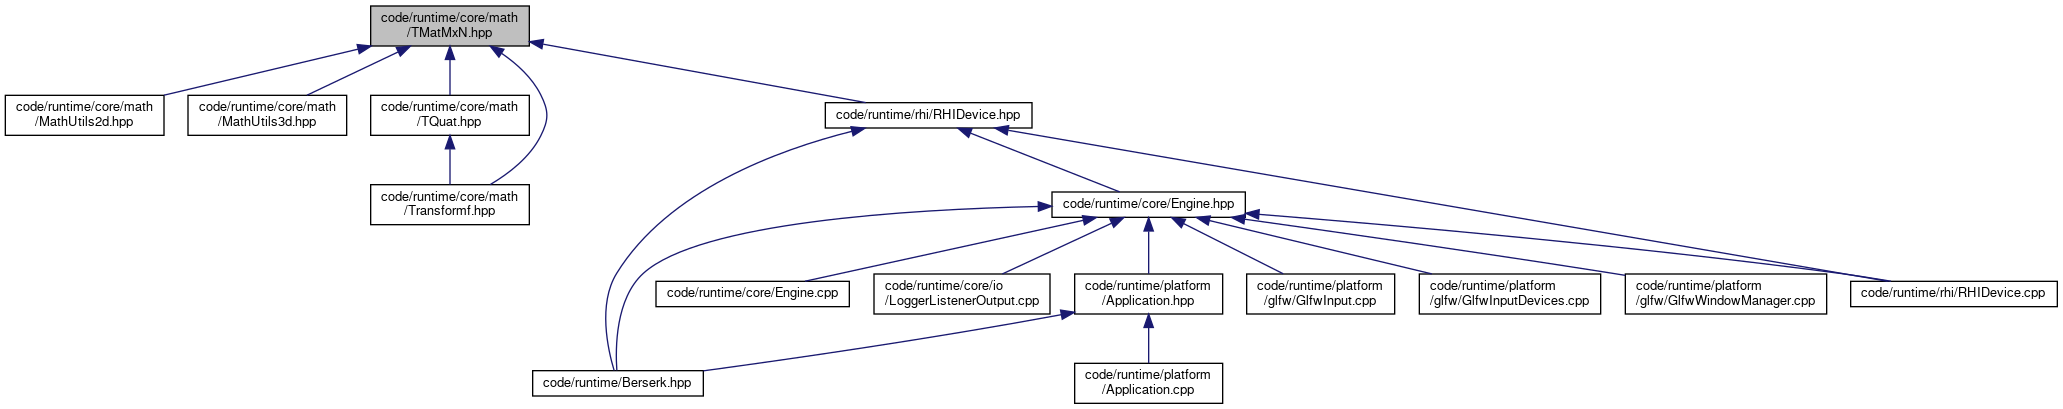 code/runtime/core/math
/TMatMxN.hpp
code/runtime/core/math
/MathUtils2d.hpp
code/runtime/core/math
/MathUtils3d.hpp
code/runtime/core/math
/TQuat.hpp
code/runtime/rhi/RHIDevice.hpp
code/runtime/core/math
/Transformf.hpp
code/runtime/core/Engine.hpp
code/runtime/core/Engine.cpp
code/runtime/core/io
/LoggerListenerOutput.cpp
code/runtime/platform
/Application.hpp
code/runtime/platform
/glfw/GlfwInput.cpp
code/runtime/platform
/glfw/GlfwInputDevices.cpp
code/runtime/platform
/glfw/GlfwWindowManager.cpp
code/runtime/rhi/RHIDevice.cpp
code/runtime/Berserk.hpp
code/runtime/platform
/Application.cpp